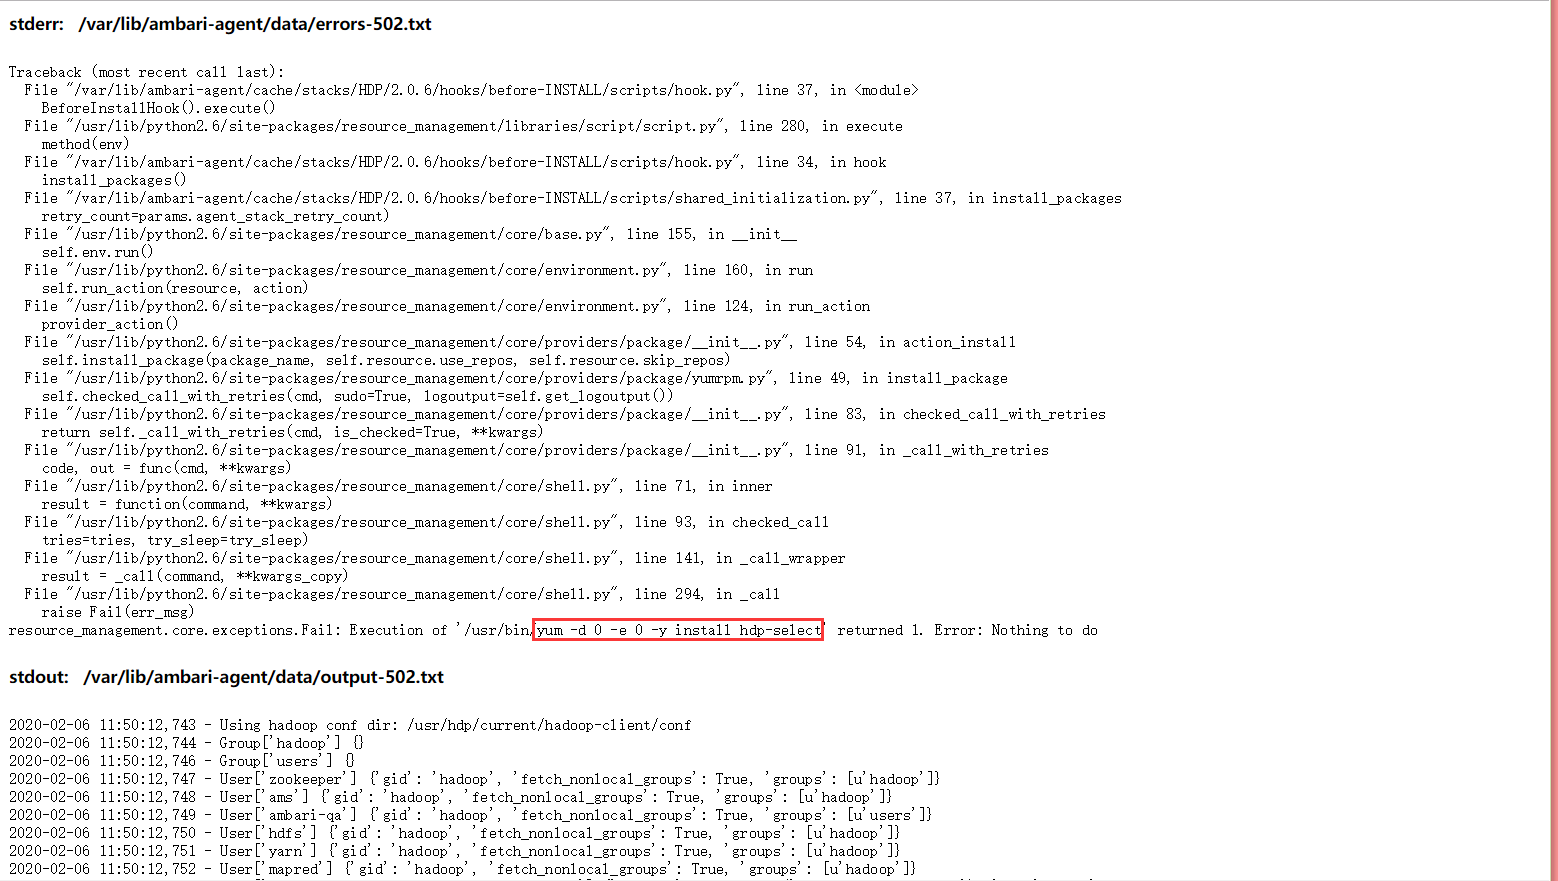 stderr: /var/lib/ambari-agent/data/errors-502.txt
Traceback (most recent call last):
File "/var/lib/ambari-agent/cache/stacks/HDP/2.0.6/hooks/before-INSTALL/scripts/hook.py", line 37, in <module>
BeforeInstallHook().execute()
File "/usr/lib/python2.6/site-packages/resource_management/libraries/script/script.py", line 280, in execute
method(env)
File "/var/lib/ambari-agent/cache/stacks/HDP/2.0.6/hooks/before-INSTALL/scripts/hook.py", line 34, in hook
install_packages()
File "/var/lib/ambari-agent/cache/stacks/HDP/2.0.6/hooks/before-INSTALL/scripts/shared_initialization.py", line 37, in install_packages
retry_count=params.agent_stack_retry_count)
File "/usr/lib/python2.6/site-packages/resource_management/core/base.py", line 155, in __init__
self.env.run()
File "/usr/lib/python2.6/site-packages/resource_management/core/environment.py", line 160, in run
self.run_action(resource, action)
File "/usr/lib/python2.6/site-packages/resource_management/core/environment.py", line 124, in run_action
provider_action()
File "/usr/lib/python2.6/site-packages/resource_management/core/providers/package/__init__.py", line 54, in action_install
self.install_package(package_name, self.resource.use_repos, self.resource.skip_repos)
File "/usr/lib/python2.6/site-packages/resource_management/core/providers/package/yumrpm.py", line 49, in install_package
self.checked_call_with_retries(cmd, sudo=True, logoutput=self.get_logoutput())
File "/usr/lib/python2.6/site-packages/resource_management/core/providers/package/__init__.py", line 83, in checked_call_with_retries
return self._call_with_retries(cmd, is_checked=True, **kwargs)
File "/usr/lib/python2.6/site-packages/resource_management/core/providers/package/__init__.py", line 91, in _call_with_retries
code, out = func(cmd, **kwargs)
File "/usr/lib/python2.6/site-packages/resource_management/core/shell.py", line 71, in inner
result = function(command, **kwargs)
File "/usr/lib/python2.6/site-packages/resource_management/core/shell.py", line 93, in checked_call
tries=tries, try_sleep=try_sleep)
File "/usr/lib/python2.6/site-packages/resource_management/core/shell.py", line 141, in _call_wrapper
result = _call(command, **kwargs_copy)
File "/usr/lib/python2.6/site-packages/resource_management/core/shell.py", line 294, in _call
raise Fail(err_msg)
resource_management.core.exceptions.Fail: Execution of '/usr/bin/yum -d 0 -e 0 -y install hdp-select' returned 1. Error: Nothing to do
stdout: /var/lib/ambari-agent/data/output-502.txt
2020-02-06 11:50:12,743 - Using hadoop conf dir: /usr/hdp/current/hadoop-client/conf
2020-02-06 11:50:12,744 - Group['hadoop'] {}
2020-02-06 11:50:12,746 - Group['users'] {}
2020-02-06 11:50:12,747 - User['zookeeper'] {'gid': 'hadoop', 'fetch_nonlocal_groups': True, 'groups': [u'hadoop']}
2020-02-06 11:50:12,748 - User['ams'] {'gid': 'hadoop', 'fetch_nonlocal_groups': True, 'groups': [u'hadoop']}
2020-02-06 11:50:12,749 - User['ambari-qa'] {'gid': 'hadoop', 'fetch_nonlocal_groups': True, 'groups': [u'users']}
2020-02-06 11:50:12,750 - User['hdfs'] {'gid': 'hadoop', 'fetch_nonlocal_groups': True, 'groups': [u'hadoop']}
2020-02-06 11:50:12,751 - User['yarn'] {'gid': 'hadoop', 'fetch_nonlocal_groups': True, 'groups': [u'hadoop']}
2020-02-06 11:50:12,752 - User['mapred'] {'gid': 'hadoop', 'fetch_nonlocal_groups': True, 'groups': [u'hadoop']}